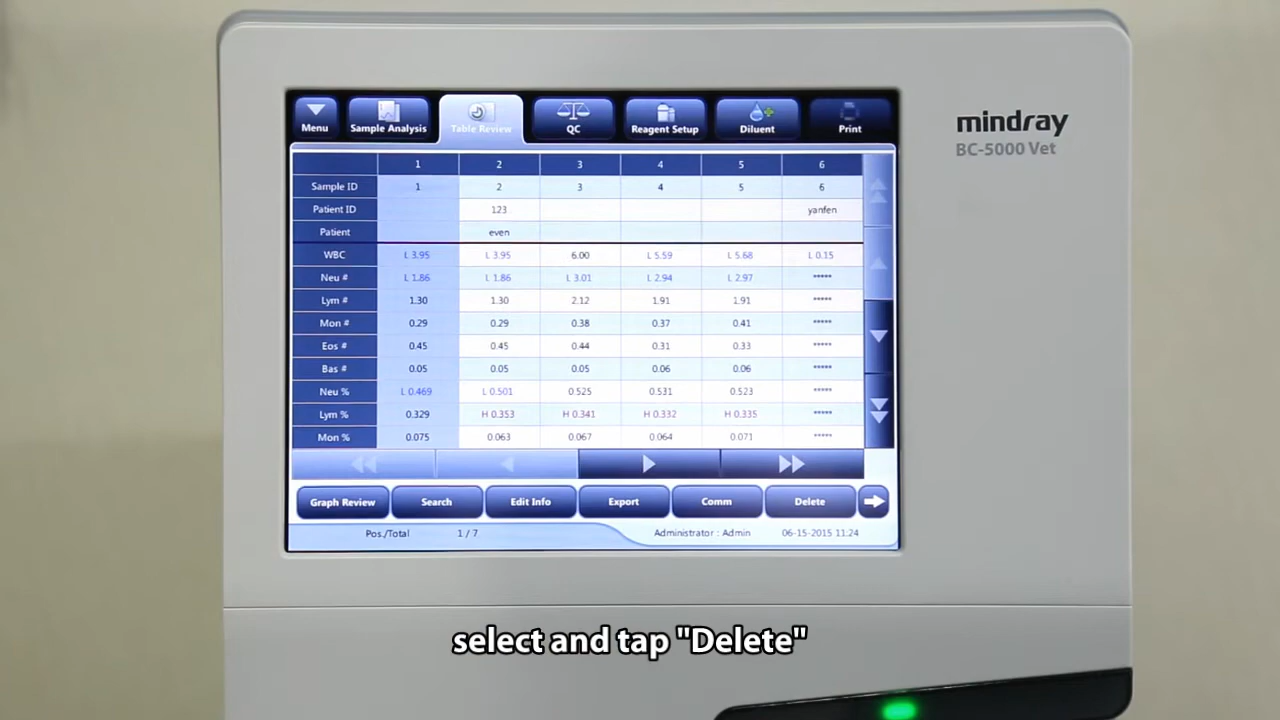 Menu Sample Analysis Table Review QC Reagent Setup Diluent Print
mindray
BC-5000 Vet
1 2 3 4 5 6
Sample ID 1 2 3 4 5 6
Patient ID 123 yanfen
Patient even
WBC L 3.95 L 3.95 6.00 L 5.59 L 5.68 L 0.15
Neu # L 1.86 L 1.86 L 3.01 L 2.94 L 2.97 *****
Lym # 1.30 1.30 2.12 1.91 1.91 *****
Mon # 0.29 0.29 0.38 0.37 0.41 *****
Eos # 0.45 0.45 0.44 0.31 0.33 *****
Bas # 0.05 0.05 0.05 0.06 0.06 *****
Neu % L 0.469 L 0.501 0.525 0.531 0.523 *****
Lym % 0.329 H 0.353 H 0.341 H 0.332 H 0.335 *****
Mon % 0.075 0.063 0.067 0.064 0.071 *****
Graph Review Search Edit Info Export Comm Delete
Pos./Total 1 / 7 Administrator : Admin 06-15-2015 11:24
select and tap "Delete"